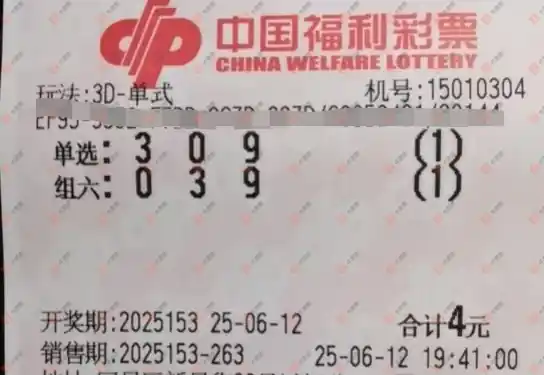 中国福利彩票
CHINA WELFARE LOTTERY
玩法:3D-单式 机号:15010304
单选: 3 0 9 (1)
组六: 0 3 9 (1)
开奖期:2025153 25-06-12 合计4元
销售期:2025153-263 25-06-12 19:41:00